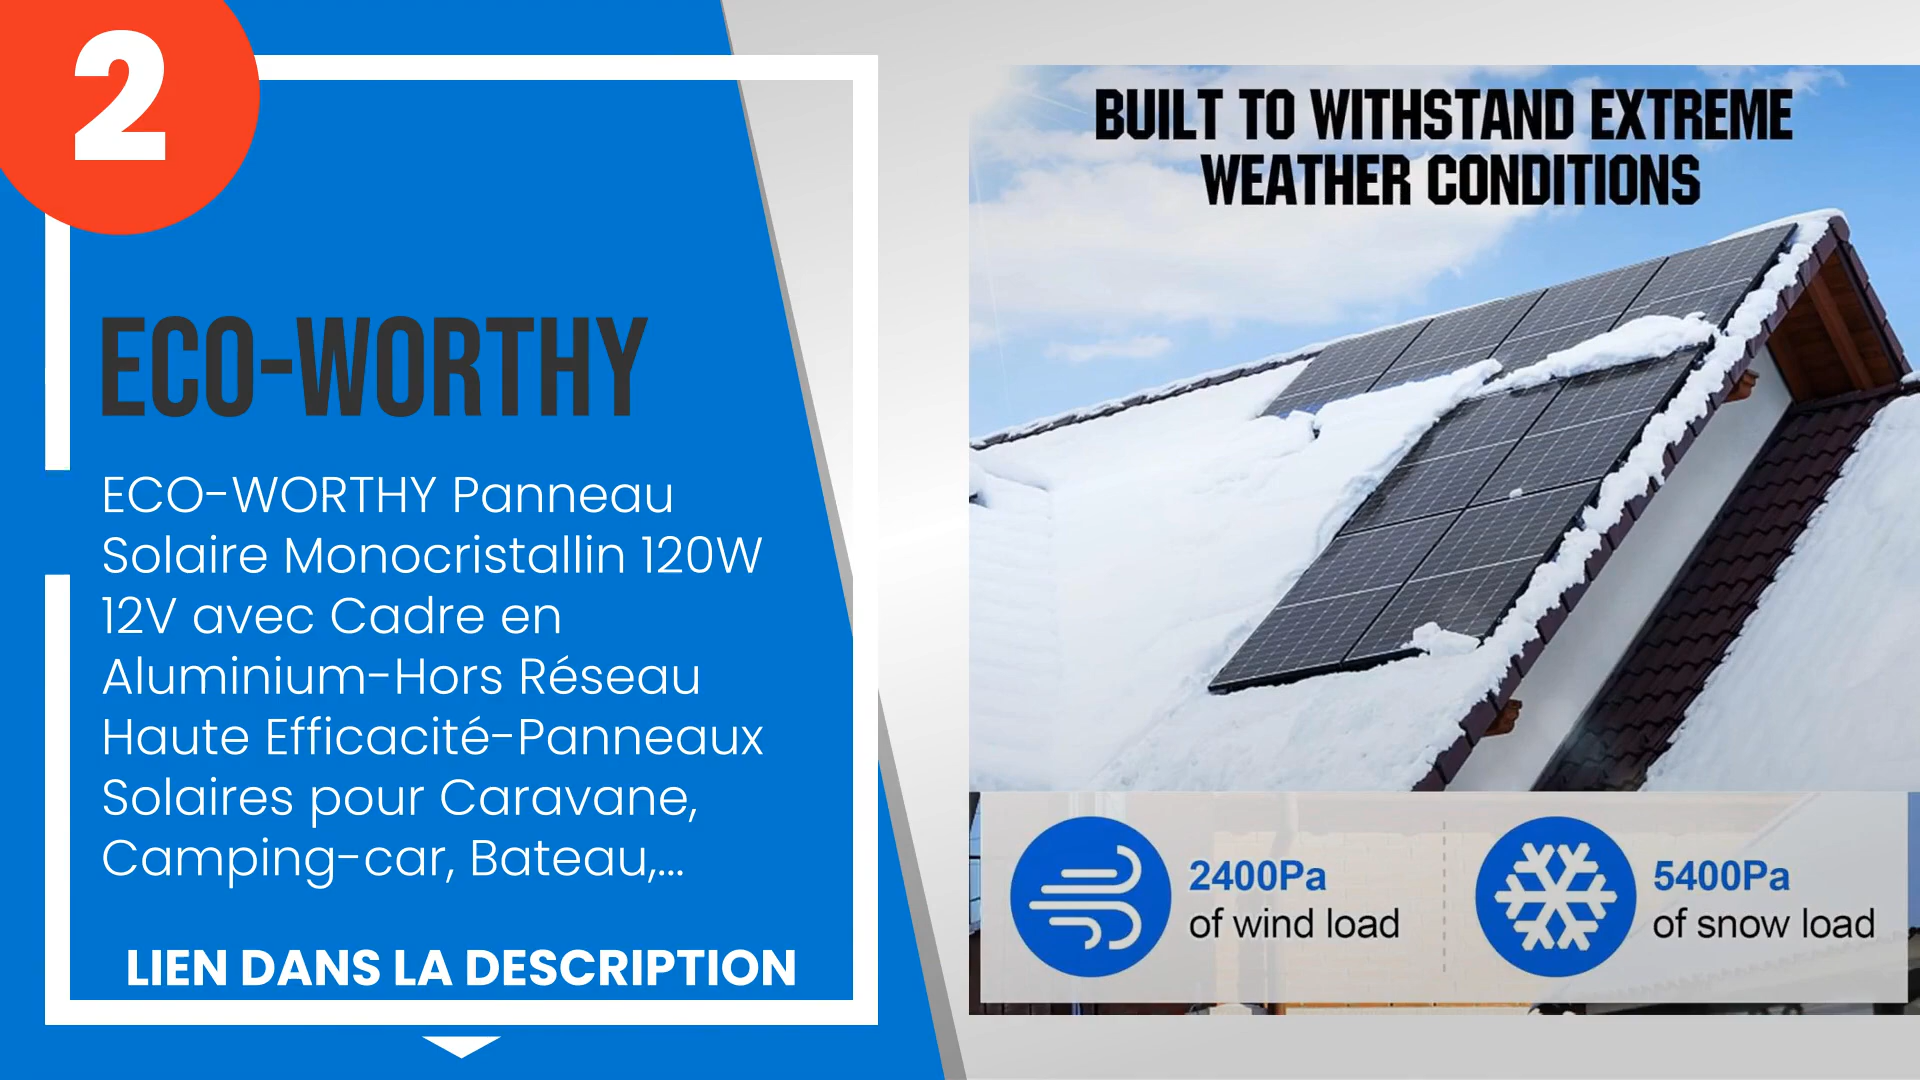 2
ECO-WORTHY
ECO-WORTHY Panneau
Solaire Monocristallin 120W
12V avec Cadre en
Aluminium-Hors Réseau
Haute Efficacité-Panneaux
Solaires pour Caravane,
Camping-car, Bateau,...
LIEN DANS LA DESCRIPTION
BUILT TO WITHSTAND EXTREME
WEATHER CONDITIONS
2400Pa
of wind load
5400Pa
of snow load